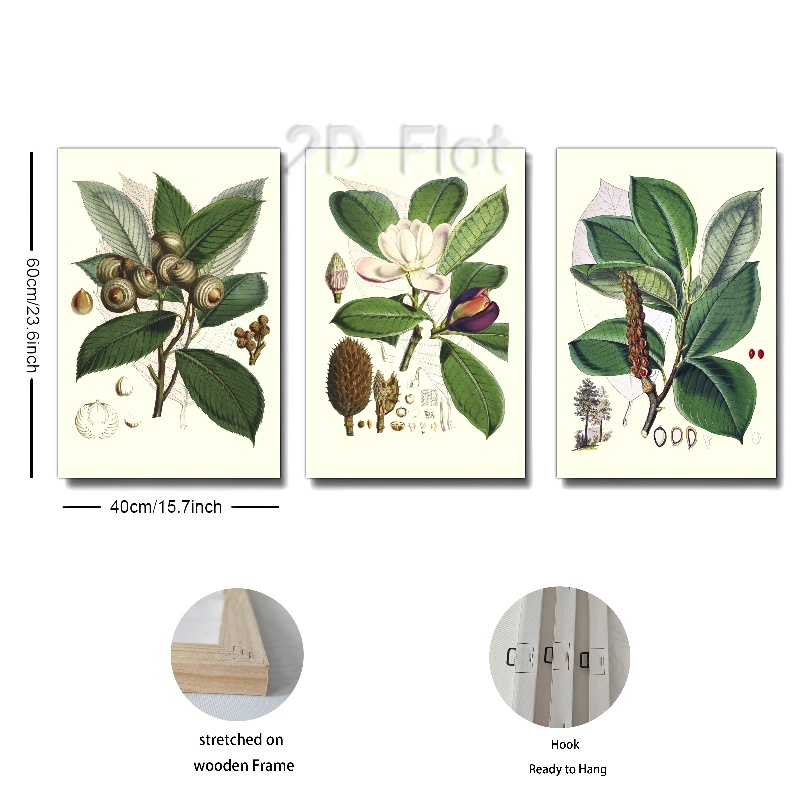 2D Flat
60cm/23.6inch
40cm/15.7inch
stretched on
wooden Frame
Hook
Ready to Hang